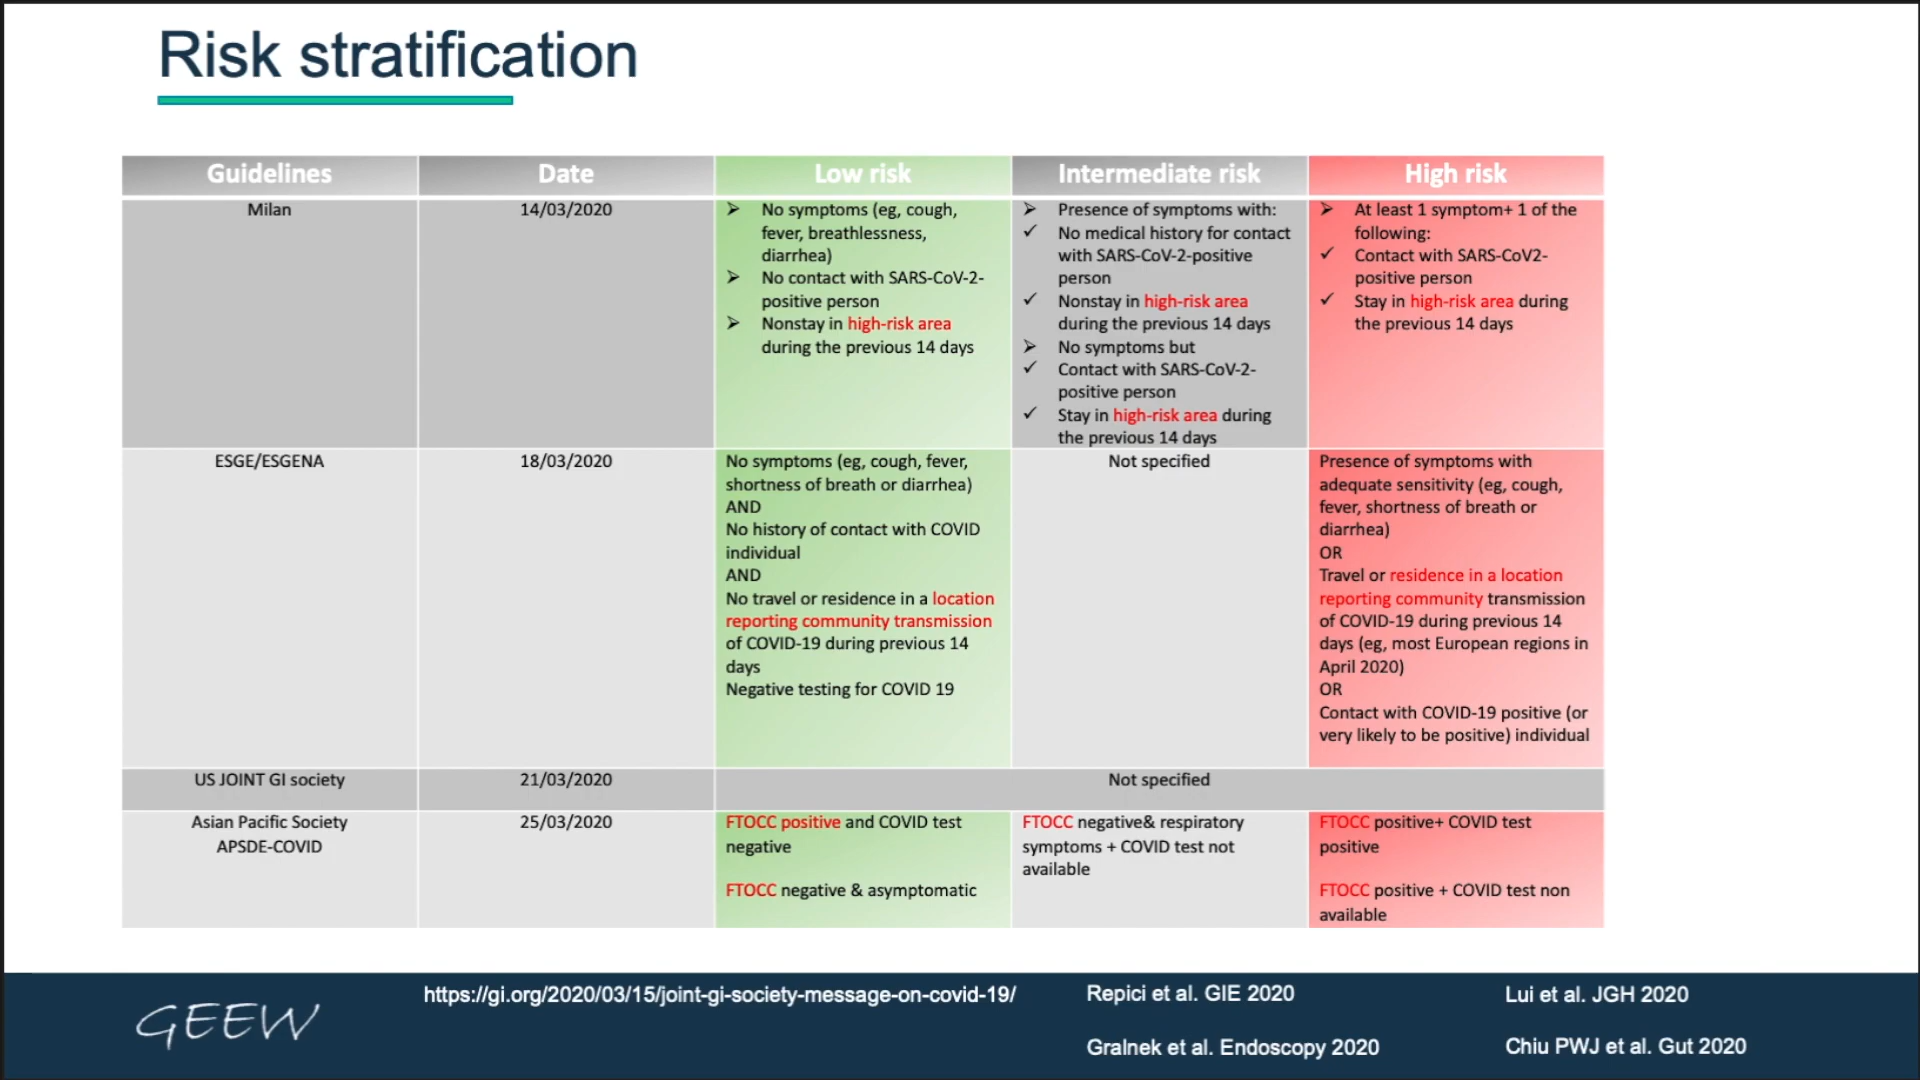 Risk stratification
Guidelines
Date
Low risk
Intermediate risk
High risk
Milan
14/03/2020
➢ No symptoms (eg, cough,
fever, breathlessness,
diarrhea)
➢ No contact with SARS-CoV-2-
positive person
➢ Nonstay in high-risk area
during the previous 14 days
➢ Presence of symptoms with:
✓ No medical history for contact
with SARS-CoV-2-positive
person
✓ Nonstay in high-risk area
during the previous 14 days
➢ No symptoms but
✓ Contact with SARS-CoV-2-
positive person
✓ Stay in high-risk area during
the previous 14 days
➢ At least 1 symptom+ 1 of the
following:
✓ Contact with SARS-CoV2-
positive person
✓ Stay in high-risk area during
the previous 14 days
ESGE/ESGENA
18/03/2020
No symptoms (eg, cough, fever,
shortness of breath or diarrhea)
AND
No history of contact with COVID
individual
AND
No travel or residence in a location
reporting community transmission
of COVID-19 during previous 14
days
Negative testing for COVID 19
Not specified
Presence of symptoms with
adequate sensitivity (eg, cough,
fever, shortness of breath or
diarrhea)
OR
Travel or residence in a location
reporting community transmission
of COVID-19 during previous 14
days (eg, most European regions in
April 2020)
OR
Contact with COVID-19 positive (or
very likely to be positive) individual
US JOINT GI society
21/03/2020
Not specified
Asian Pacific Society
APSDE-COVID
25/03/2020
FTOCC positive and COVID test
negative
FTOCC negative & asymptomatic
FTOCC negative& respiratory
symptoms + COVID test not
available
FTOCC positive+ COVID test
positive
FTOCC positive + COVID test non
available
GEEW
https://gi.org/2020/03/15/joint-gi-society-message-on-covid-19/
Repici et al. GIE 2020
Gralnek et al. Endoscopy 2020
Lui et al. JGH 2020
Chiu PWJ et al. Gut 2020